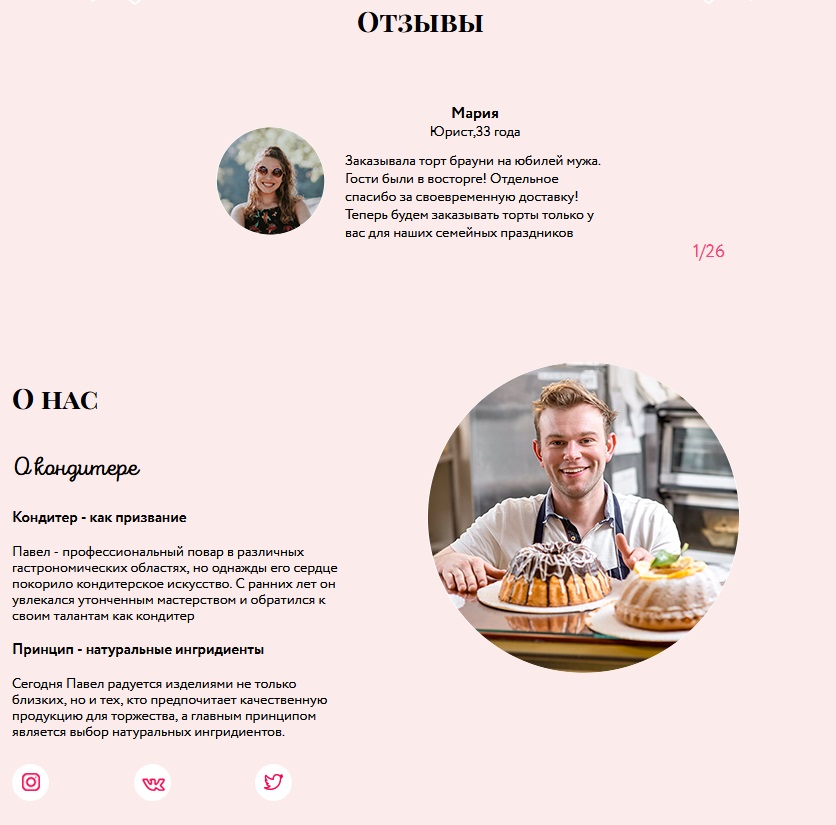 Отзывы
Мария
Юрист,33 года
Заказывала торт брауни на юбилей мужа.
Гости были в восторге! Отдельное
спасибо за своевременную доставку!
Теперь будем заказывать торты только у
вас для наших семейных праздников
1/26
О нас
О кондитере
Кондитер - как призвание
Павел - профессиональный повар в различных
гастрономических областях, но однажды его сердце
покорило кондитерское искусство. С ранних лет он
увлекался утонченным мастерством и обратился к
своим талантам как кондитер
Принцип - натуральные ингридиенты
Сегодня Павел радуется изделиями не только
близких, но и тех, кто предпочитает качественную
продукцию для торжества, а главным принципом
является выбор натуральных ингридиентов.